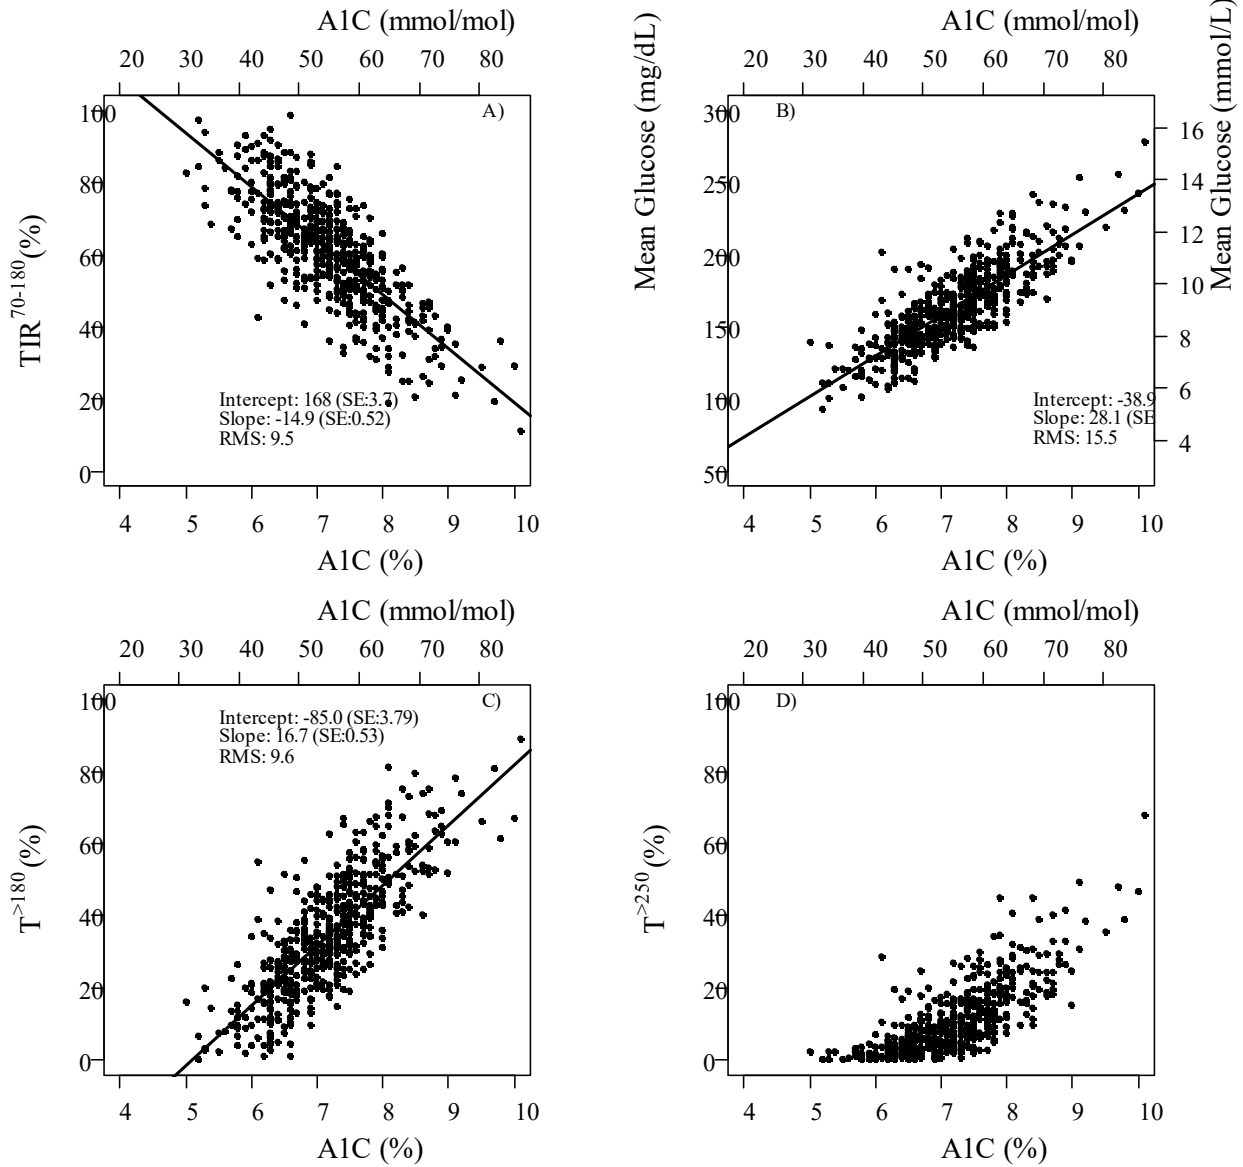 A1C (mmol/mol)
20 30 40 50 60 70 80
A)
TIR70-180(%)
100
80
60
40
20
0
Intercept: 168 (SE:3.7)
Slope: -14.9 (SE:0.52)
RMS: 9.5
4 5 6 7 8 9 10
A1C (%)
A1C (mmol/mol)
20 30 40 50 60 70 80
B)
Mean Glucose (mg/dL)
300
250
200
150
100
50
Mean Glucose (mmol/L)
16
14
12
10
8
6
4
Intercept: -38.9
Slope: 28.1 (SE
RMS: 15.5
4 5 6 7 8 9 10
A1C (%)
A1C (mmol/mol)
20 30 40 50 60 70 80
C)
T>180(%)
100
80
60
40
20
0
Intercept: -85.0 (SE:3.79)
Slope: 16.7 (SE:0.53)
RMS: 9.6
4 5 6 7 8 9 10
A1C (%)
A1C (mmol/mol)
20 30 40 50 60 70 80
D)
T>250(%)
100
80
60
40
20
0
4 5 6 7 8 9 10
A1C (%)